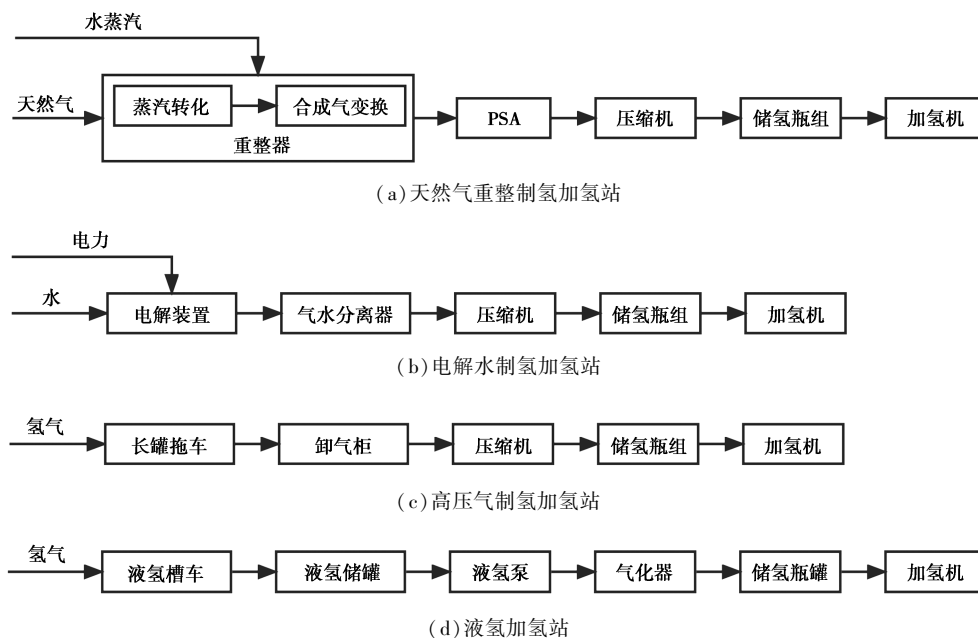 水蒸汽
天然气
蒸汽转化
合成气变换
重整器
PSA
压缩机
储氢瓶组
加氢机
(a)天然气重整制氢加氢站
电力
水
电解装置
气水分离器
压缩机
储氢瓶组
加氢机
(b)电解水制氢加氢站
氢气
长罐拖车
卸气柜
压缩机
储氢瓶组
加氢机
(c)高压气制氢加氢站
氢气
液氢槽车
液氢储罐
液氢泵
气化器
储氢瓶罐
加氢机
(d)液氢加氢站